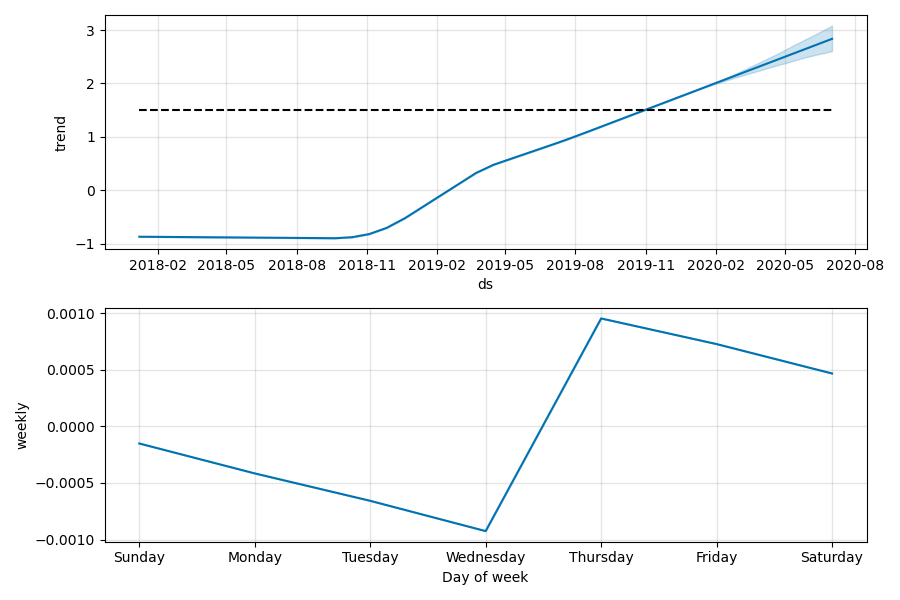 3
2
1
0
−1
trend
2018-02 2018-05 2018-08 2018-11 2019-02 2019-05 2019-08 2019-11 2020-02 2020-05 2020-08
ds
0.0010
0.0005
0.0000
−0.0005
−0.0010
weekly
Sunday Monday Tuesday Wednesday Thursday Friday Saturday
Day of week